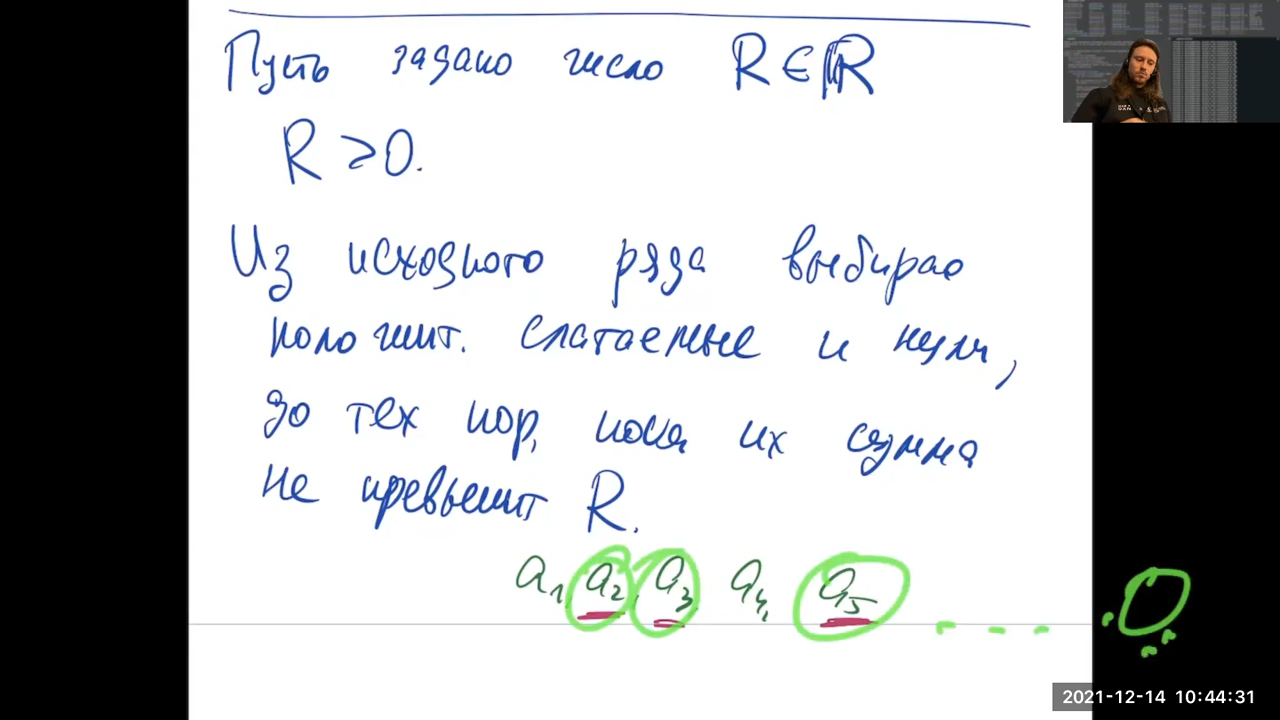 Пусть задано число R ∈ ℝ
R ≥ 0.
Из исходного ряда выбираю
полокит. слагаемые и нули,
до тех пор, пока их сумма
не превысит R.
a₁, a₂, a₃, a₄, a₅ . . . .
2021-12-14 10:44:31